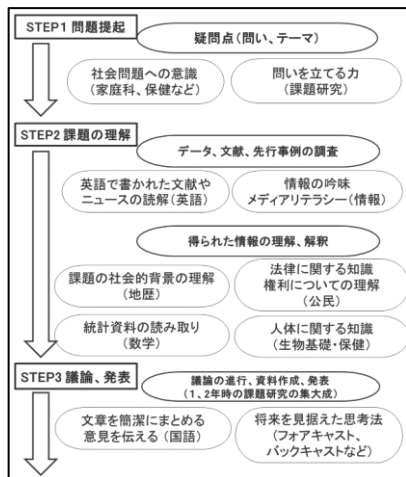 STEP1 問題提起
疑問点(問い、テーマ)
社会問題への意識
(家庭科、保健など)
問いを立てる力
(課題研究)
STEP2 課題の理解
データ、文献、先行事例の調査
英語で書かれた文献や
ニュースの読解(英語)
情報の吟味
メディアリテラシー(情報)
得られた情報の理解、解釈
課題の社会的背景の理解
(地歴)
法律に関する知識
権利についての理解
(公民)
統計資料の読み取り
(数学)
人体に関する知識
(生物基礎・保健)
STEP3 議論、発表
議論の進行、資料作成、発表
(1、2年時の課題研究の集大成)
文章を簡潔にまとめる
意見を伝える(国語)
将来を見据えた思考法
(フォアキャスト、
バックキャストなど)